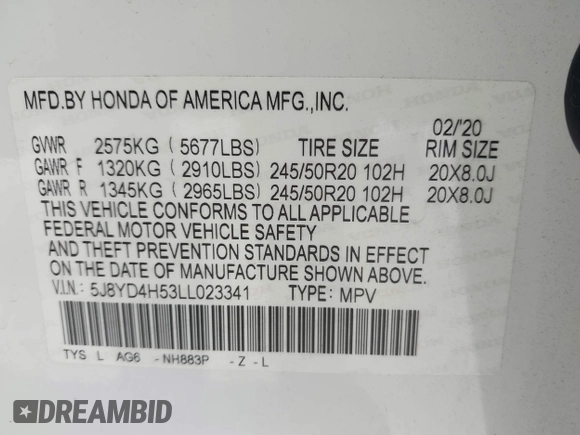 MFD.BY HONDA OF AMERICA MFG.,INC.
02/'20
GVWR 2575KG ( 5677LBS) TIRE SIZE RIM SIZE
GAWR F 1320KG ( 2910LBS) 245/50R20 102H 20X8.0J
GAWR R 1345KG ( 2965LBS) 245/50R20 102H 20X8.0J
THIS VEHICLE CONFORMS TO ALL APPLICABLE
FEDERAL MOTOR VEHICLE SAFETY
AND THEFT PREVENTION STANDARDS IN EFFECT
ON THE DATE OF MANUFACTURE SHOWN ABOVE.
V.I.N.: 5J8YD4H53LL023341 TYPE: MPV
TYS L AG6 -NH883P -Z-L
DREAMBID